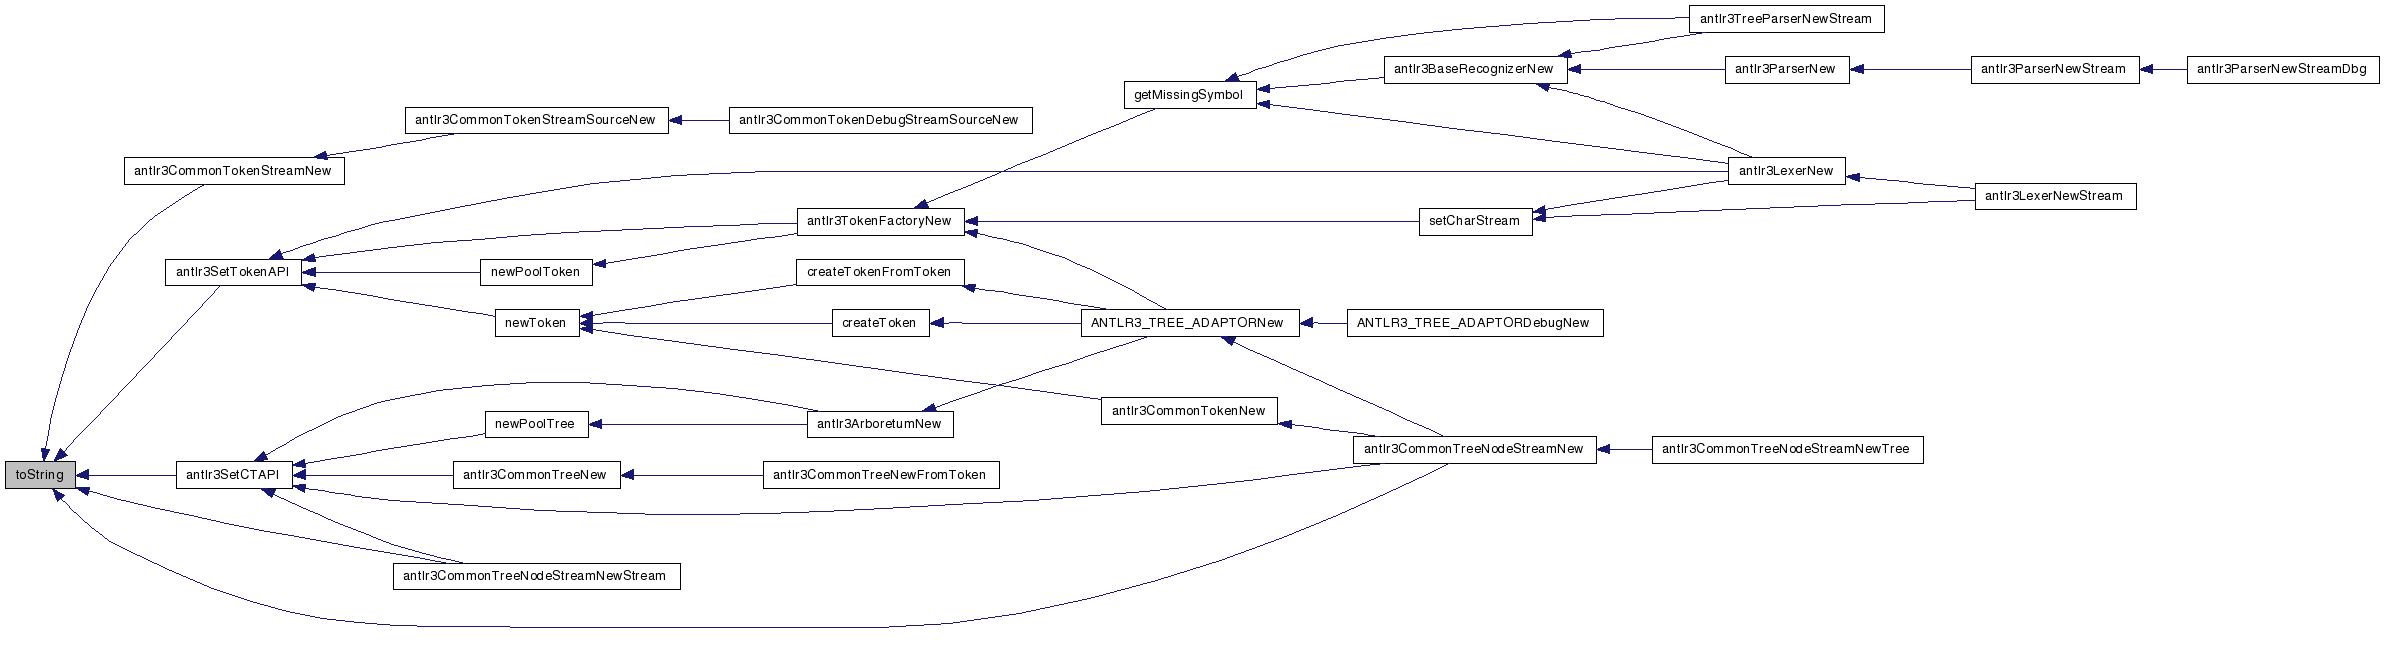 antlr3TreeParserNewStream
antlr3BaseRecognizerNew
antlr3ParserNew
antlr3ParserNewStream
antlr3ParserNewStreamDbg
getMissingSymbol
antlr3CommonTokenStreamSourceNew
antlr3CommonTokenDebugStreamSourceNew
antlr3CommonTokenStreamNew
antlr3LexerNew
antlr3LexerNewStream
antlr3TokenFactoryNew
setCharStream
antlr3SetTokenAPI
newPoolToken
createTokenFromToken
newToken
createToken
ANTLR3_TREE_ADAPTORNew
ANTLR3_TREE_ADAPTORDebugNew
antlr3CommonTokenNew
newPoolTree
antlr3ArboretumNew
antlr3CommonTreeNodeStreamNew
antlr3CommonTreeNodeStreamNewTree
toString
antlr3SetCTAPI
antlr3CommonTreeNew
antlr3CommonTreeNewFromToken
antlr3CommonTreeNodeStreamNewStream